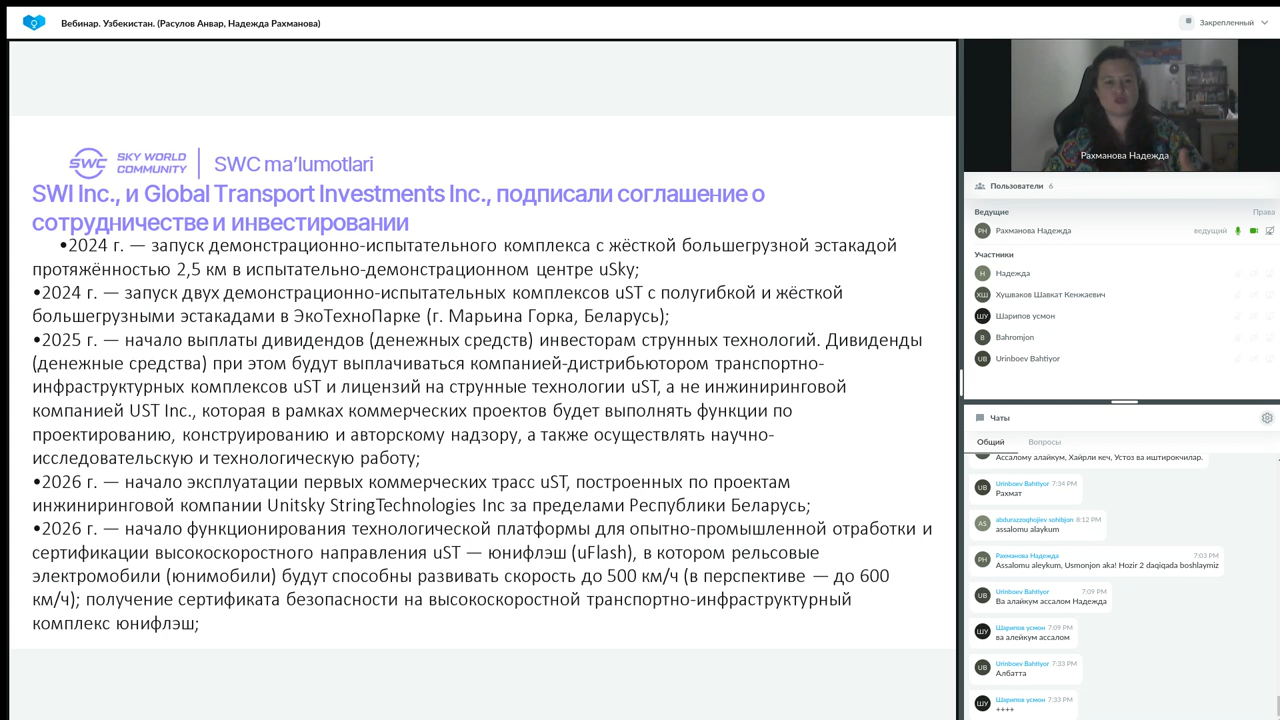 Вебинар. Узбекистан. (Расулов Анвар, Надежда Рахманова)
Закрепленный
SWC
SKY WORLD
COMMUNITY
SWC ma’lumotlari
SWI Inc., и Global Transport Investments Inc., подписали соглашение о
сотрудничестве и инвестировании
•2024 г. — запуск демонстрационно-испытательного комплекса с жёсткой большегрузной эстакадой
протяжённостью 2,5 км в испытательно-демонстрационном центре uSky;
•2024 г. — запуск двух демонстрационно-испытательных комплексов uST с полугибкой и жёсткой
большегрузными эстакадами в ЭкоТехноПарке (г. Марьина Горка, Беларусь);
•2025 г. — начало выплаты дивидендов (денежных средств) инвесторам струнных технологий. Дивиденды
(денежные средства) при этом будут выплачиваться компанией-дистрибьютором транспортно-
инфраструктурных комплексов uST и лицензий на струнные технологии uST, а не инжиниринговой
компанией UST Inc., которая в рамках коммерческих проектов будет выполнять функции по
проектированию, конструированию и авторскому надзору, а также осуществлять научно-
исследовательскую и технологическую работу;
•2026 г. — начало эксплуатации первых коммерческих трасс uST, построенных по проектам
инжиниринговой компании Unitsky StringTechnologies Inc за пределами Республики Беларусь;
•2026 г. — начало функционирования технологической платформы для опытно-промышленной отработки и
сертификации высокоскоростного направления uST — юнифлэш (uFlash), в котором рельсовые
электромобили (юнимобили) будут способны развивать скорость до 500 км/ч (в перспективе — до 600
км/ч); получение сертификата безопасности на высокоскоростной транспортно-инфраструктурный
комплекс юнифлэш;
Рахманова Надежда
Пользователи 6
Ведущие Права
РН Рахманова Надежда ведущий
Участники
Н Надежда
ХШ Хушваков Шавкат Кенжаевич
ШУ Шарипов усмон
B Bahromjon
UB Urinboev Bahtiyor
Чаты
Общий Вопросы
Ассалому алайкум, Хайрли кеч, Устоз ва иштирокчилар.
UB Urinboev Bahtiyor 7:34 PM
Рахмат
AS abdurazzoqhojiev sohibjon 8:12 PM
assalomu alaykum
РН Рахманова Надежда 7:03 PM
Assalomu aleykum, Usmonjon aka! Hozir 2 daqiqada boshlaymiz
UB Urinboev Bahtiyor 7:09 PM
Ва алайкум ассалом Надежда
ШУ Шарипов усмон 7:09 PM
ва алейкум ассалом
UB Urinboev Bahtiyor 7:33 PM
Албатта
ШУ Шарипов усмон 7:33 PM
++++